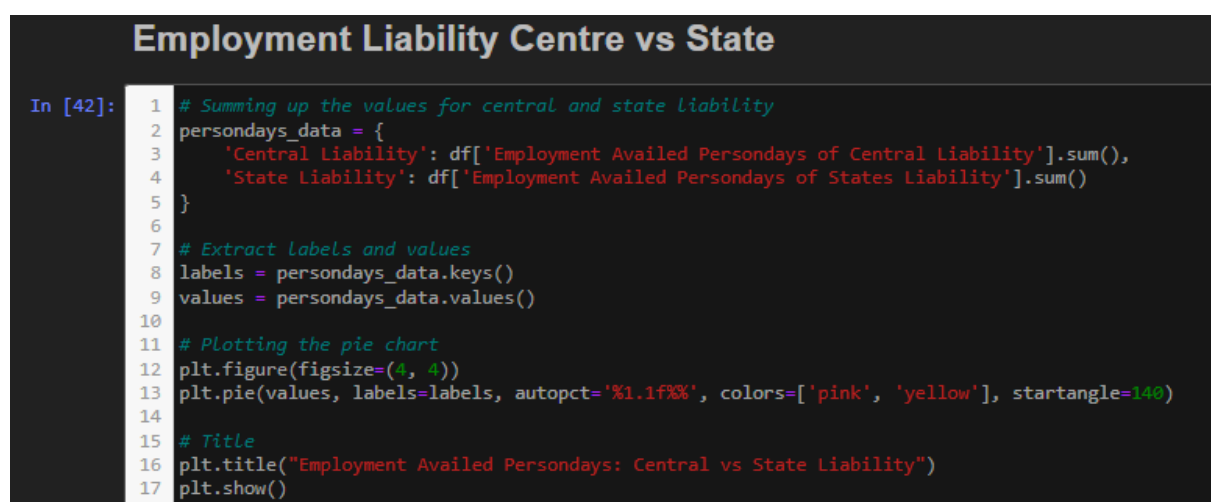 Employment Liability Centre vs State
In [42]:
1 # Summing up the values for central and state liability
2 persondays_data = {
3     'Central Liability': df['Employment Availed Persondays of Central Liability'].sum(),
4     'State Liability': df['Employment Availed Persondays of States Liability'].sum()
5 }
6
7 # Extract labels and values
8 labels = persondays_data.keys()
9 values = persondays_data.values()
10
11 # Plotting the pie chart
12 plt.figure(figsize=(4, 4))
13 plt.pie(values, labels=labels, autopct='%1.1f%%', colors=['pink', 'yellow'], startangle=140)
14
15 # Title
16 plt.title("Employment Availed Persondays: Central vs State Liability")
17 plt.show()